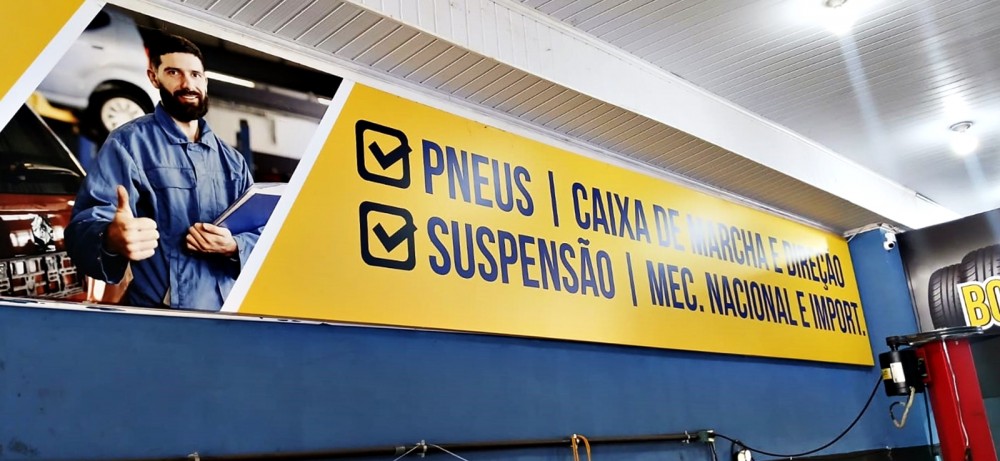 PNEUS | CAIXA DE MARCHA E DIREÇÃO
SUSPENSÃO | MEC. NACIONAL E IMPORT.